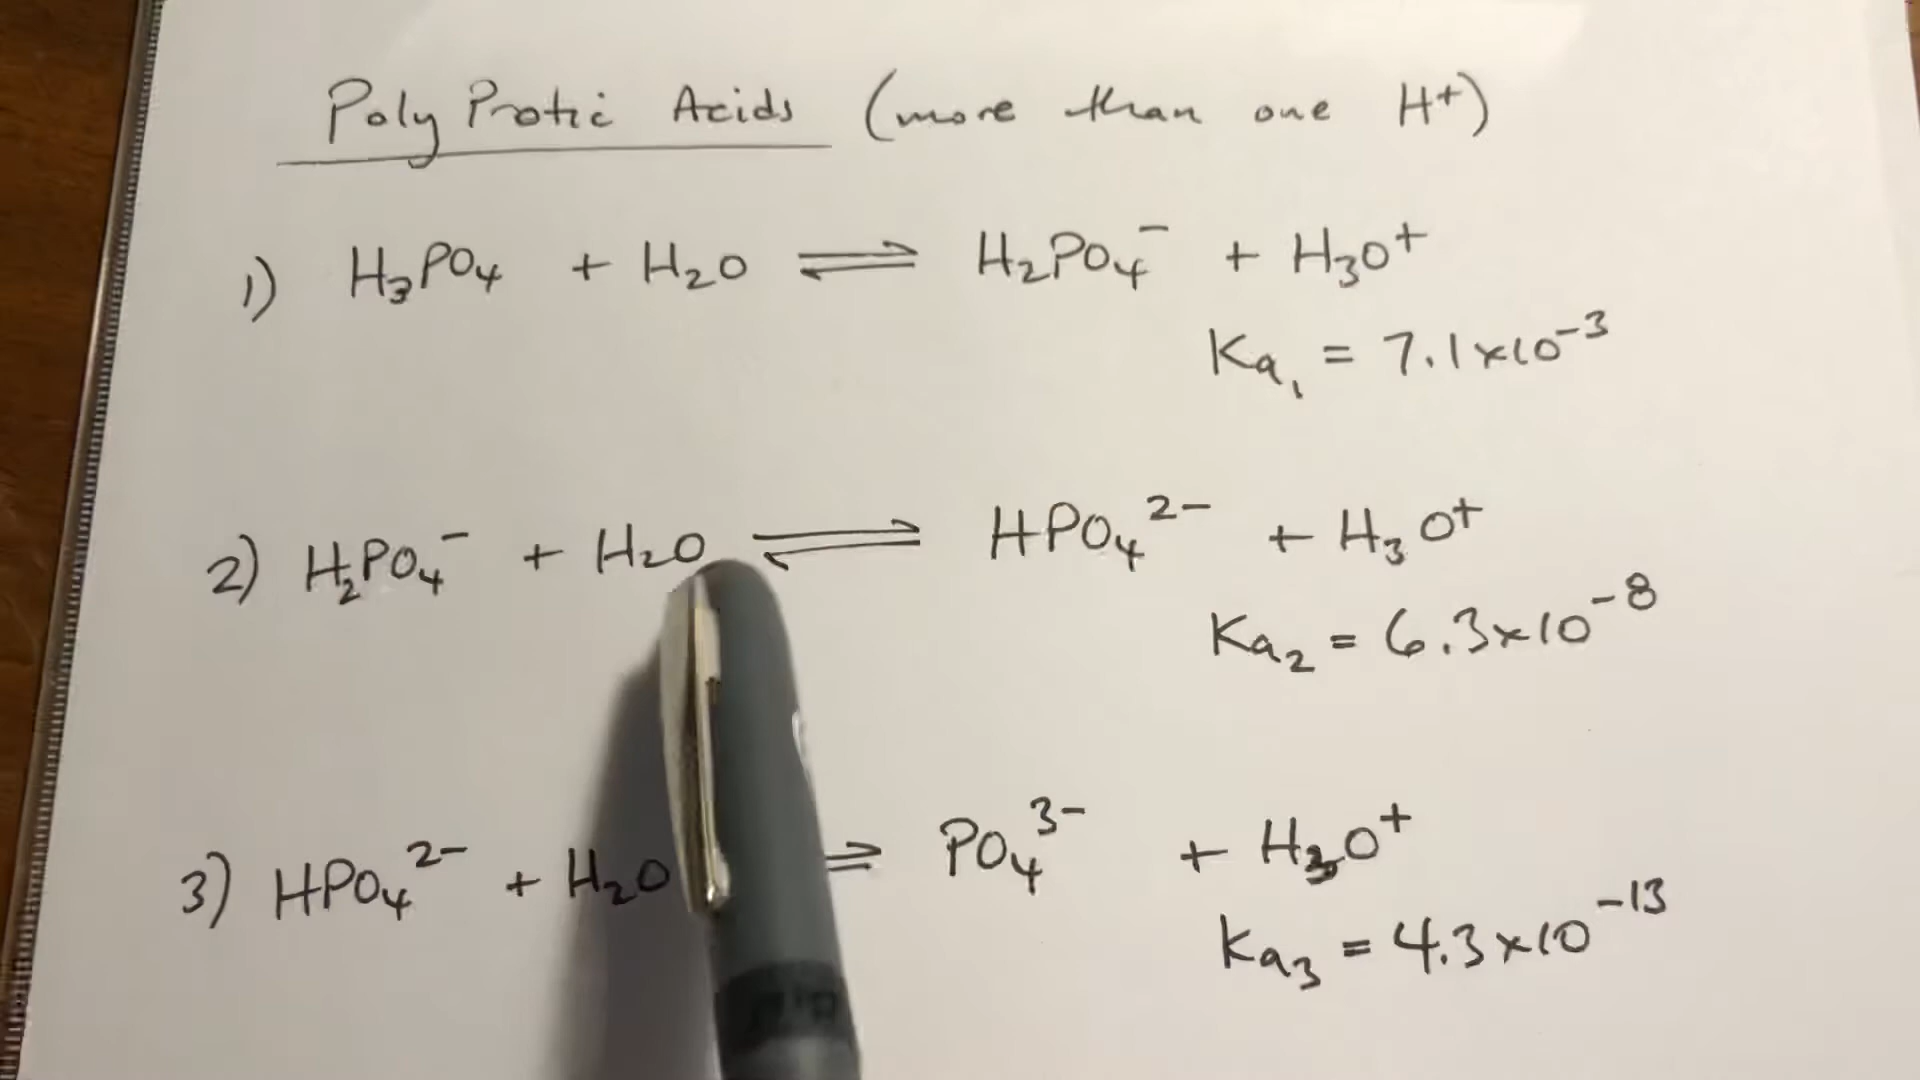 Poly Protic Acids (more than one H⁺)
1) H₃PO₄ + H₂O ⇌ H₂PO₄⁻ + H₃O⁺
Ka₁ = 7.1×10⁻³
2) H₂PO₄⁻ + H₂O ⇌ HPO₄²⁻ + H₃O⁺
Ka₂ = 6.3×10⁻⁸
3) HPO₄²⁻ + H₂O ⇌ PO₄³⁻ + H₃O⁺
Ka₃ = 4.3×10⁻¹³